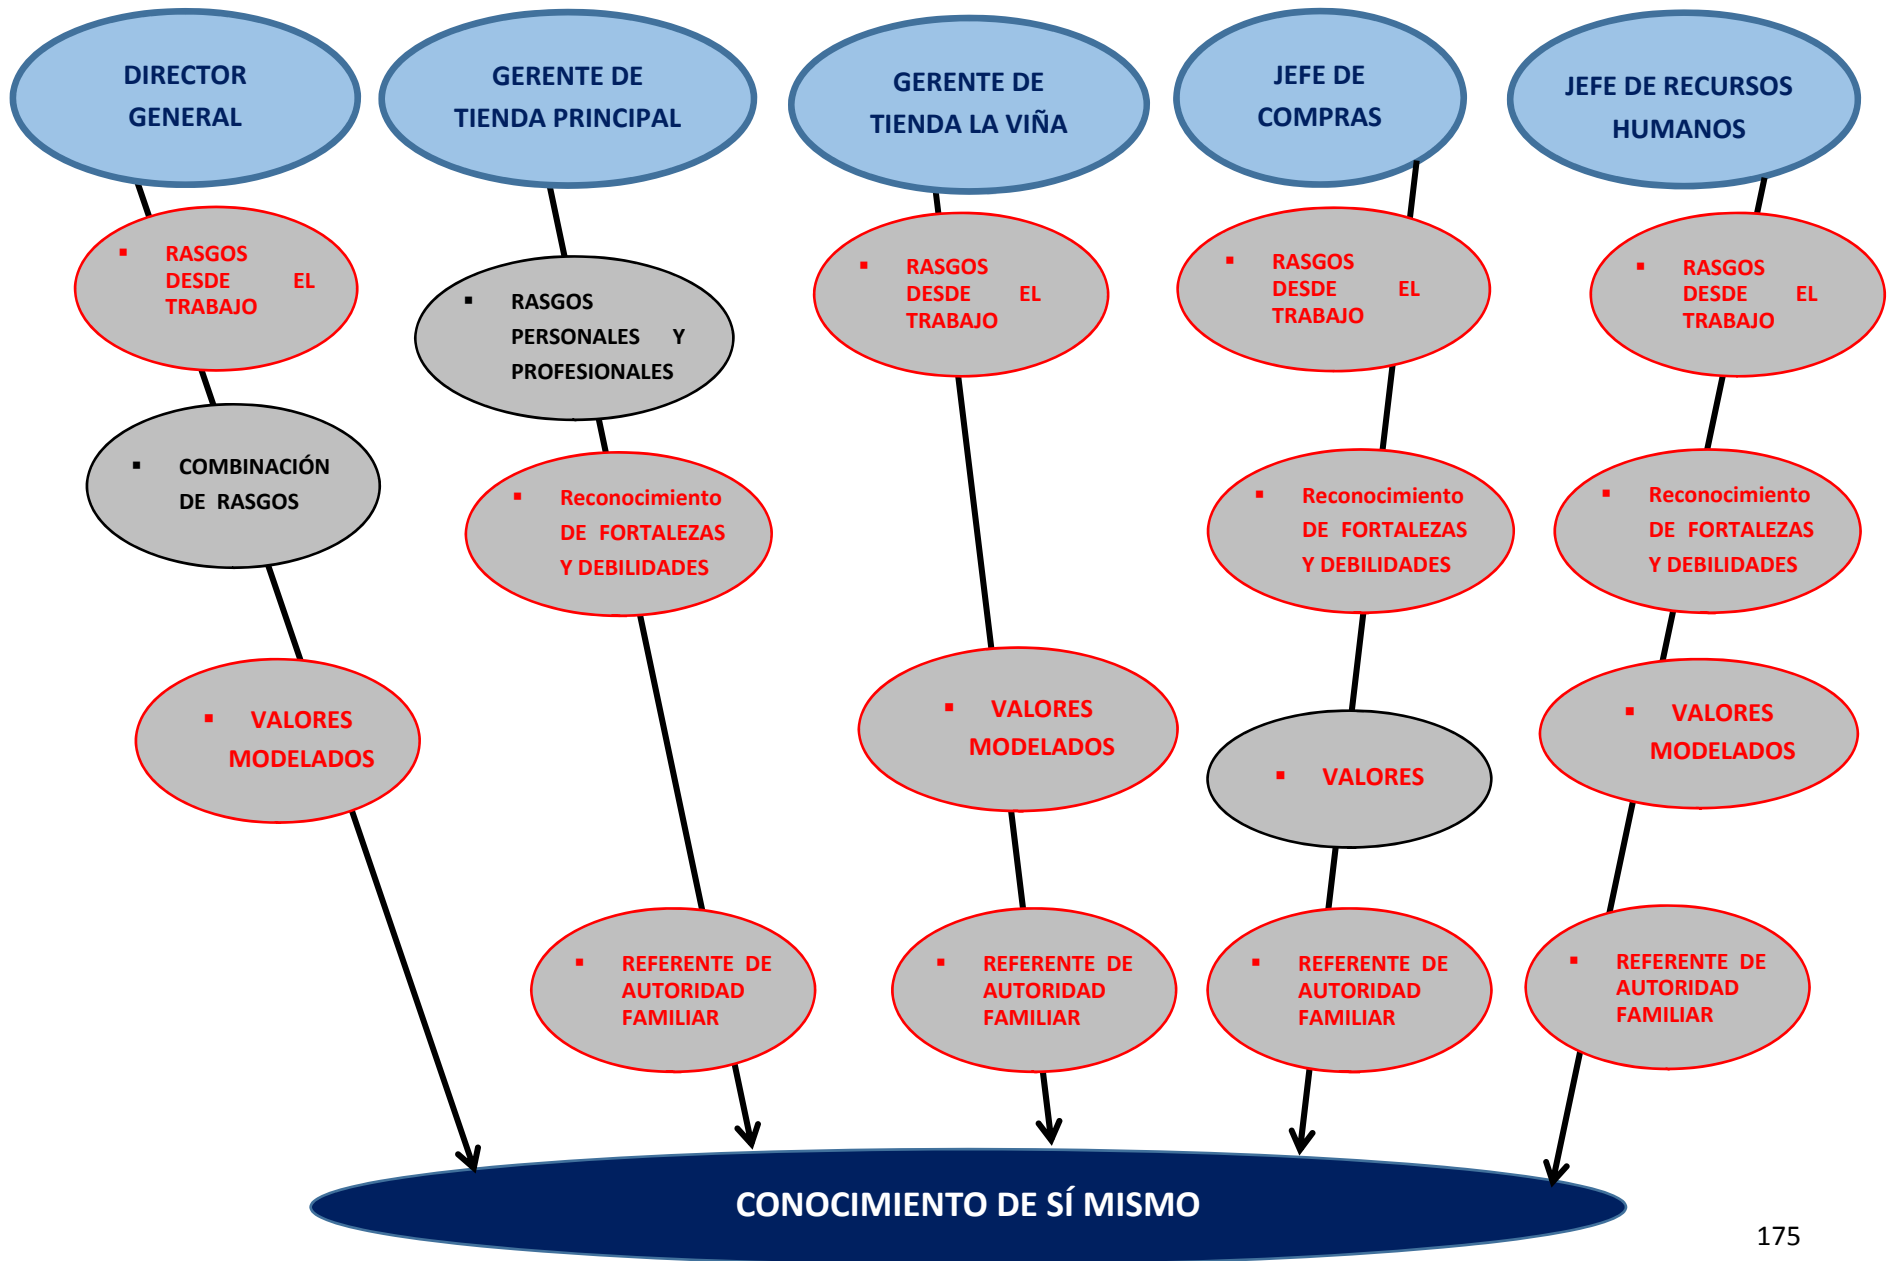 DIRECTOR
GENERAL
GERENTE DE
TIENDA PRINCIPAL
GERENTE DE
TIENDA LA VIÑA
JEFE DE
COMPRAS
JEFE DE RECURSOS
HUMANOS
▪ RASGOS
DESDE EL
TRABAJO
▪ RASGOS
PERSONALES Y
PROFESIONALES
▪ RASGOS
DESDE EL
TRABAJO
▪ RASGOS
DESDE EL
TRABAJO
▪ RASGOS
DESDE EL
TRABAJO
▪ COMBINACIÓN
DE RASGOS
▪ Reconocimiento
DE FORTALEZAS
Y DEBILIDADES
▪ Reconocimiento
DE FORTALEZAS
Y DEBILIDADES
▪ Reconocimiento
DE FORTALEZAS
Y DEBILIDADES
▪ VALORES
MODELADOS
▪ VALORES
MODELADOS
▪ VALORES
▪ VALORES
MODELADOS
▪ REFERENTE DE
AUTORIDAD
FAMILIAR
▪ REFERENTE DE
AUTORIDAD
FAMILIAR
▪ REFERENTE DE
AUTORIDAD
FAMILIAR
▪ REFERENTE DE
AUTORIDAD
FAMILIAR
CONOCIMIENTO DE SÍ MISMO
175